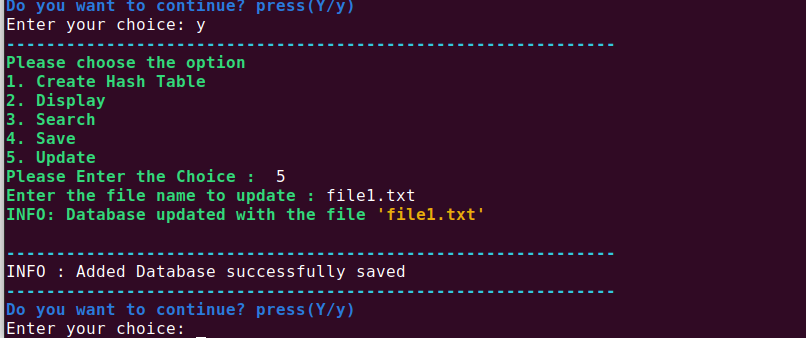 Do you want to continue? press(Y/y)
Enter your choice: y
-------------------------------------------------------------
Please choose the option
1. Create Hash Table
2. Display
3. Search
4. Save
5. Update
Please Enter the Choice :  5
Enter the file name to update : file1.txt
INFO: Database updated with the file 'file1.txt'
-------------------------------------------------------------
INFO : Added Database successfully saved
-------------------------------------------------------------
Do you want to continue? press(Y/y)
Enter your choice: